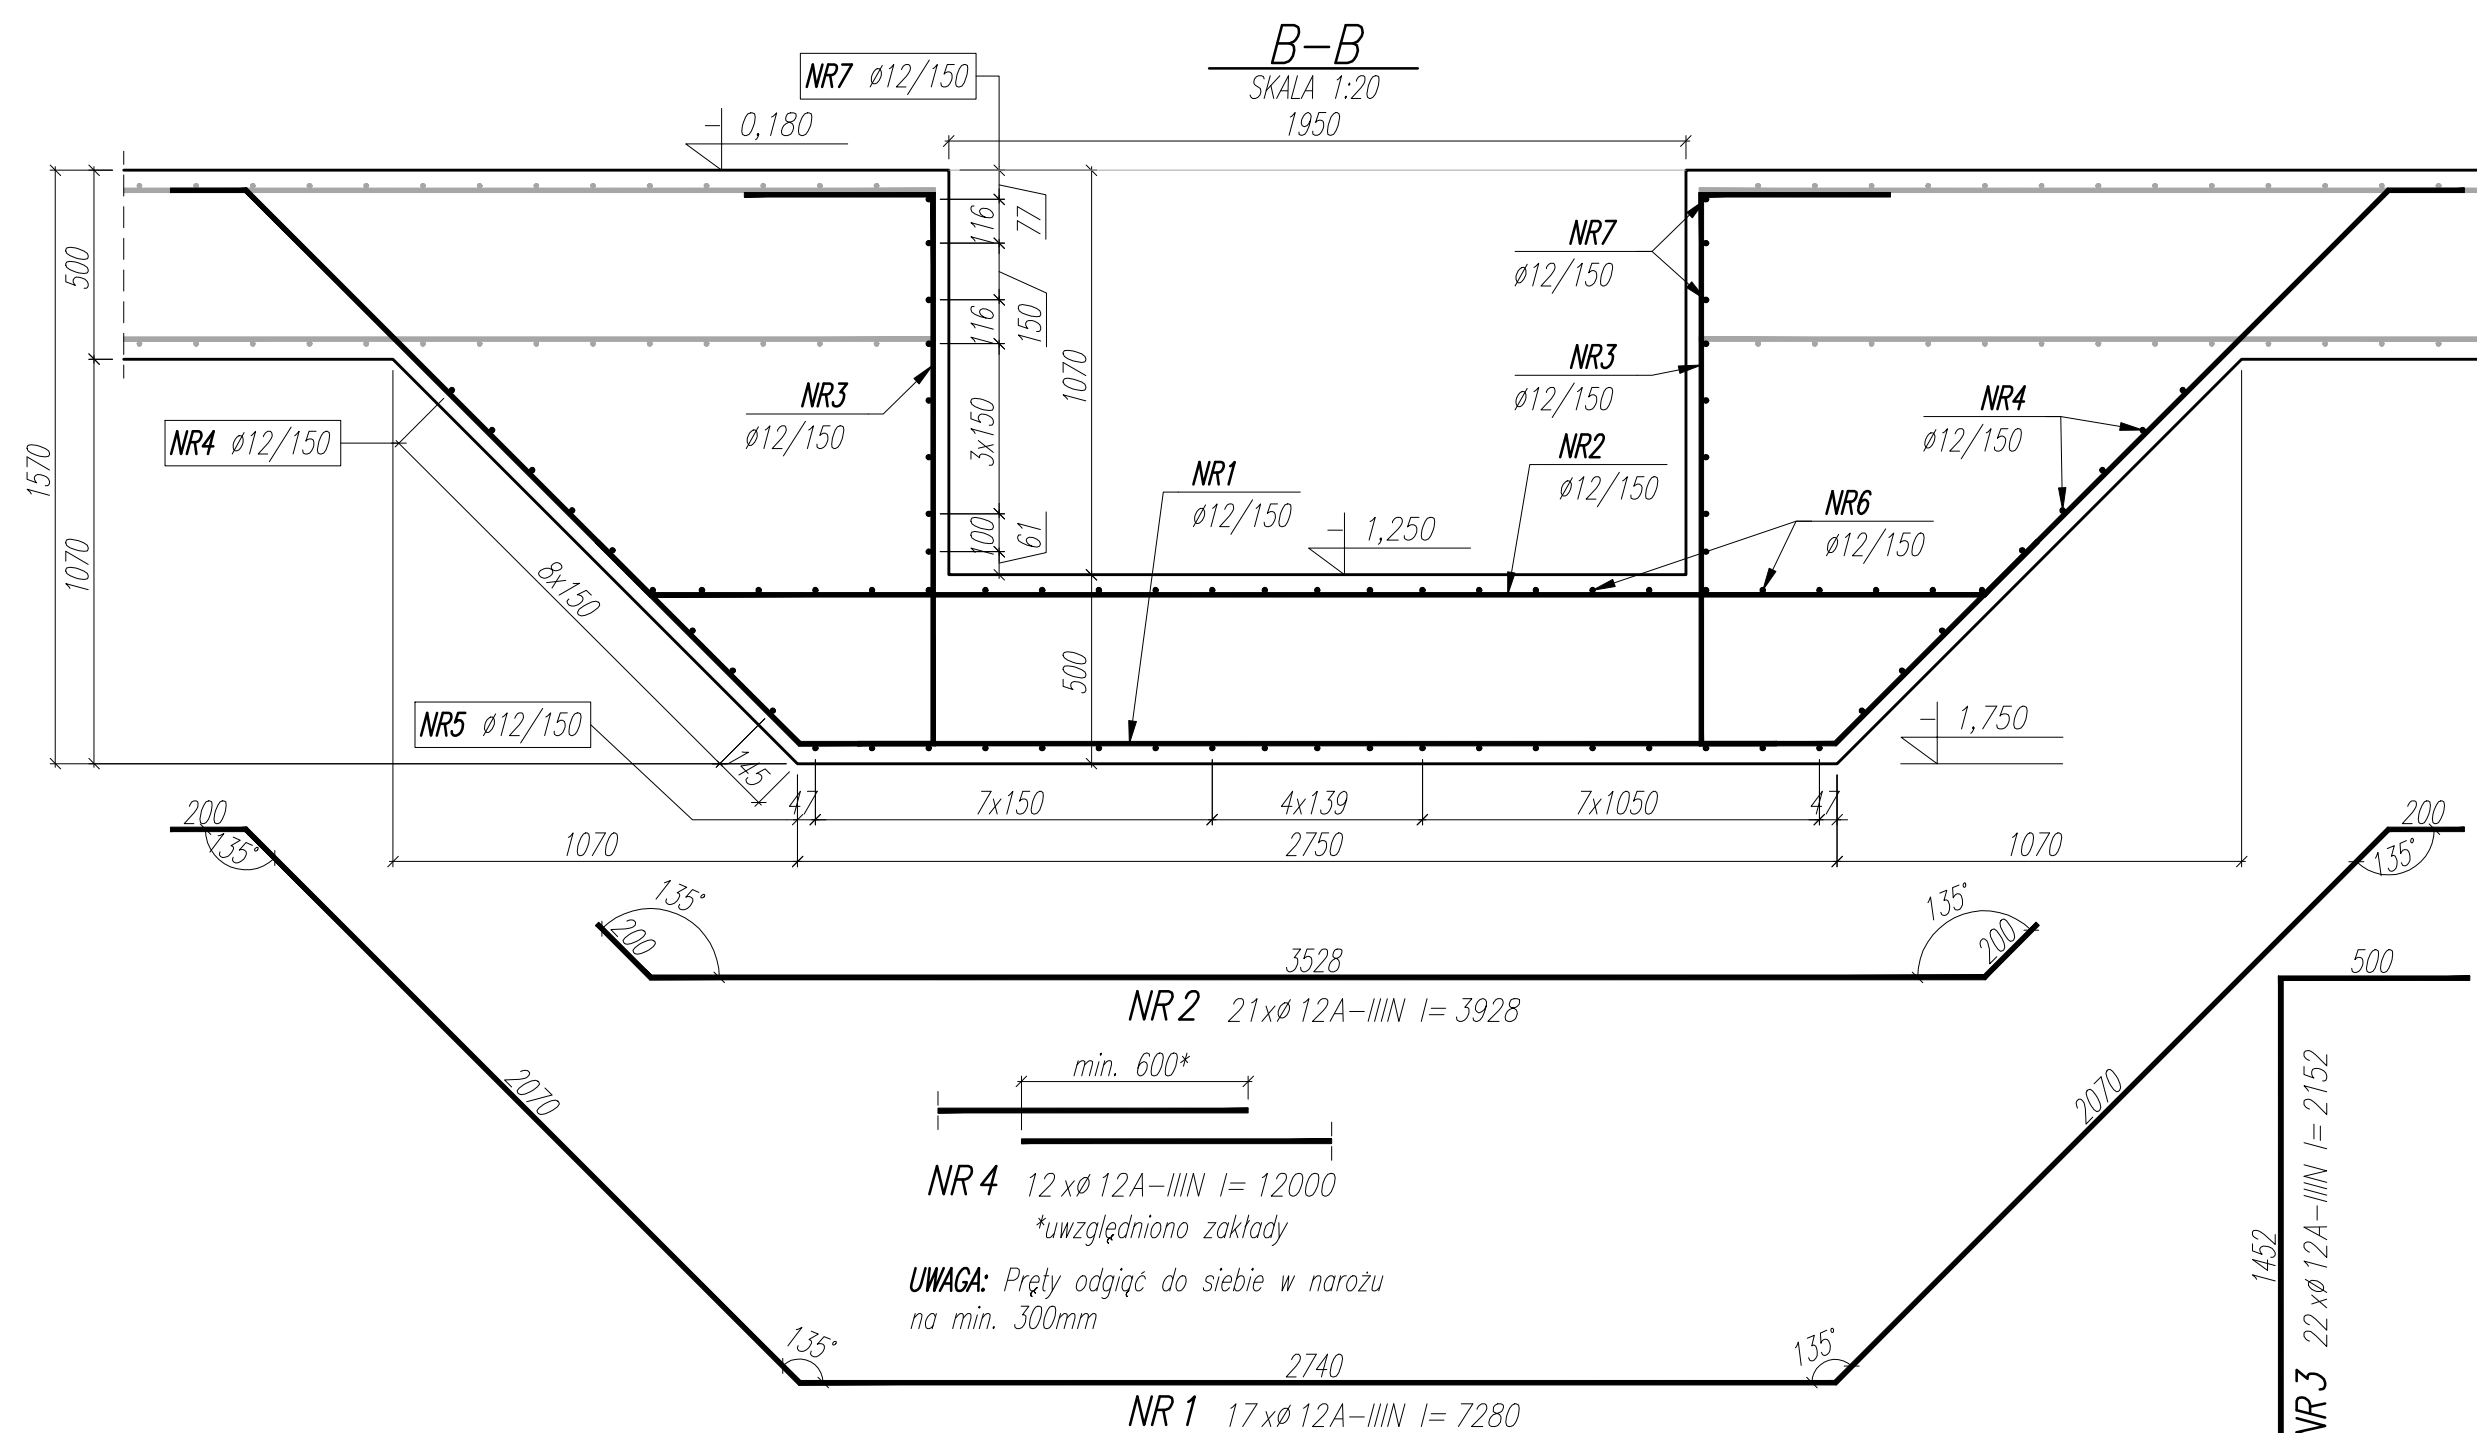 B-B
SKALA 1:20
NR7 ø12/150
0,180
1950
77
116
500
NR7
ø12/150
150
116
1070
NR3
ø12/150
NR3
ø12/150
NR4
ø12/150
NR4 ø12/150
3x150
NR2
ø12/150
1570
NR1
ø12/150
NR6
ø12/150
1,250
100
61
1070
8x150
500
NR5 ø12/150
1,750
145
47
7x150
4x139
7x1050
47
1070
2750
1070
200
135°
200
135°
135°
200
135°
200
3528
500
NR 2 21xø 12A-IIIN l= 3928
min. 600*
2070
2070
NR 4 12 xø 12A-IIIN l= 12000
*uwzględniono zakłady
UWAGA: Pręty odgiąć do siebie w narożu
na min. 300mm
1452
NR 3 22 xø 12A-IIIN l= 2152
135°
135°
2740
NR 1 17 xø 12A-IIIN l= 7280